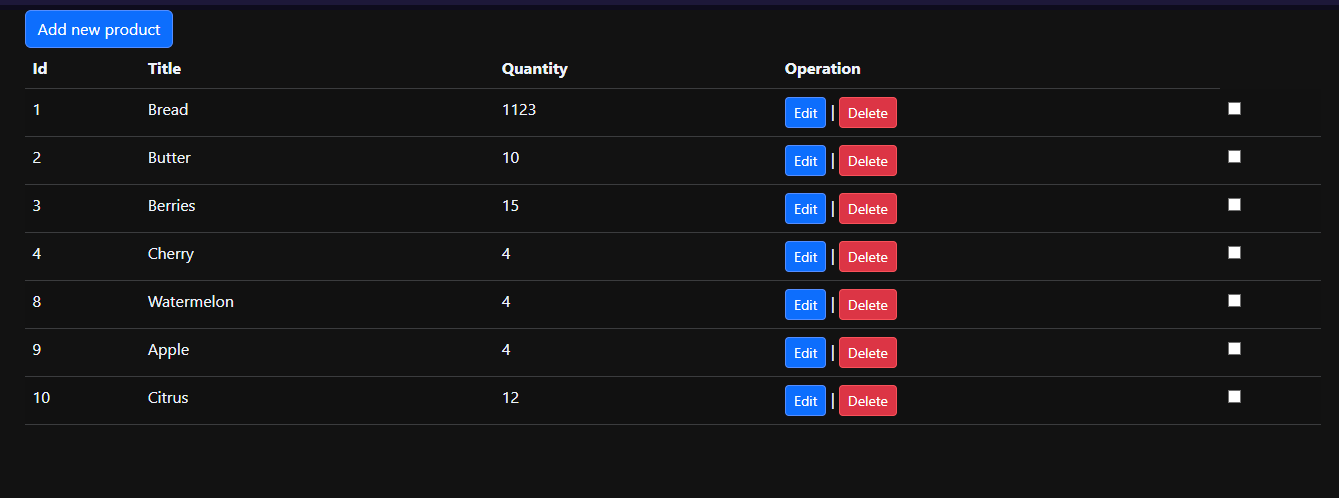 Add new product
Id Title Quantity Operation
1 Bread 1123 Edit | Delete
2 Butter 10 Edit | Delete
3 Berries 15 Edit | Delete
4 Cherry 4 Edit | Delete
8 Watermelon 4 Edit | Delete
9 Apple 4 Edit | Delete
10 Citrus 12 Edit | Delete